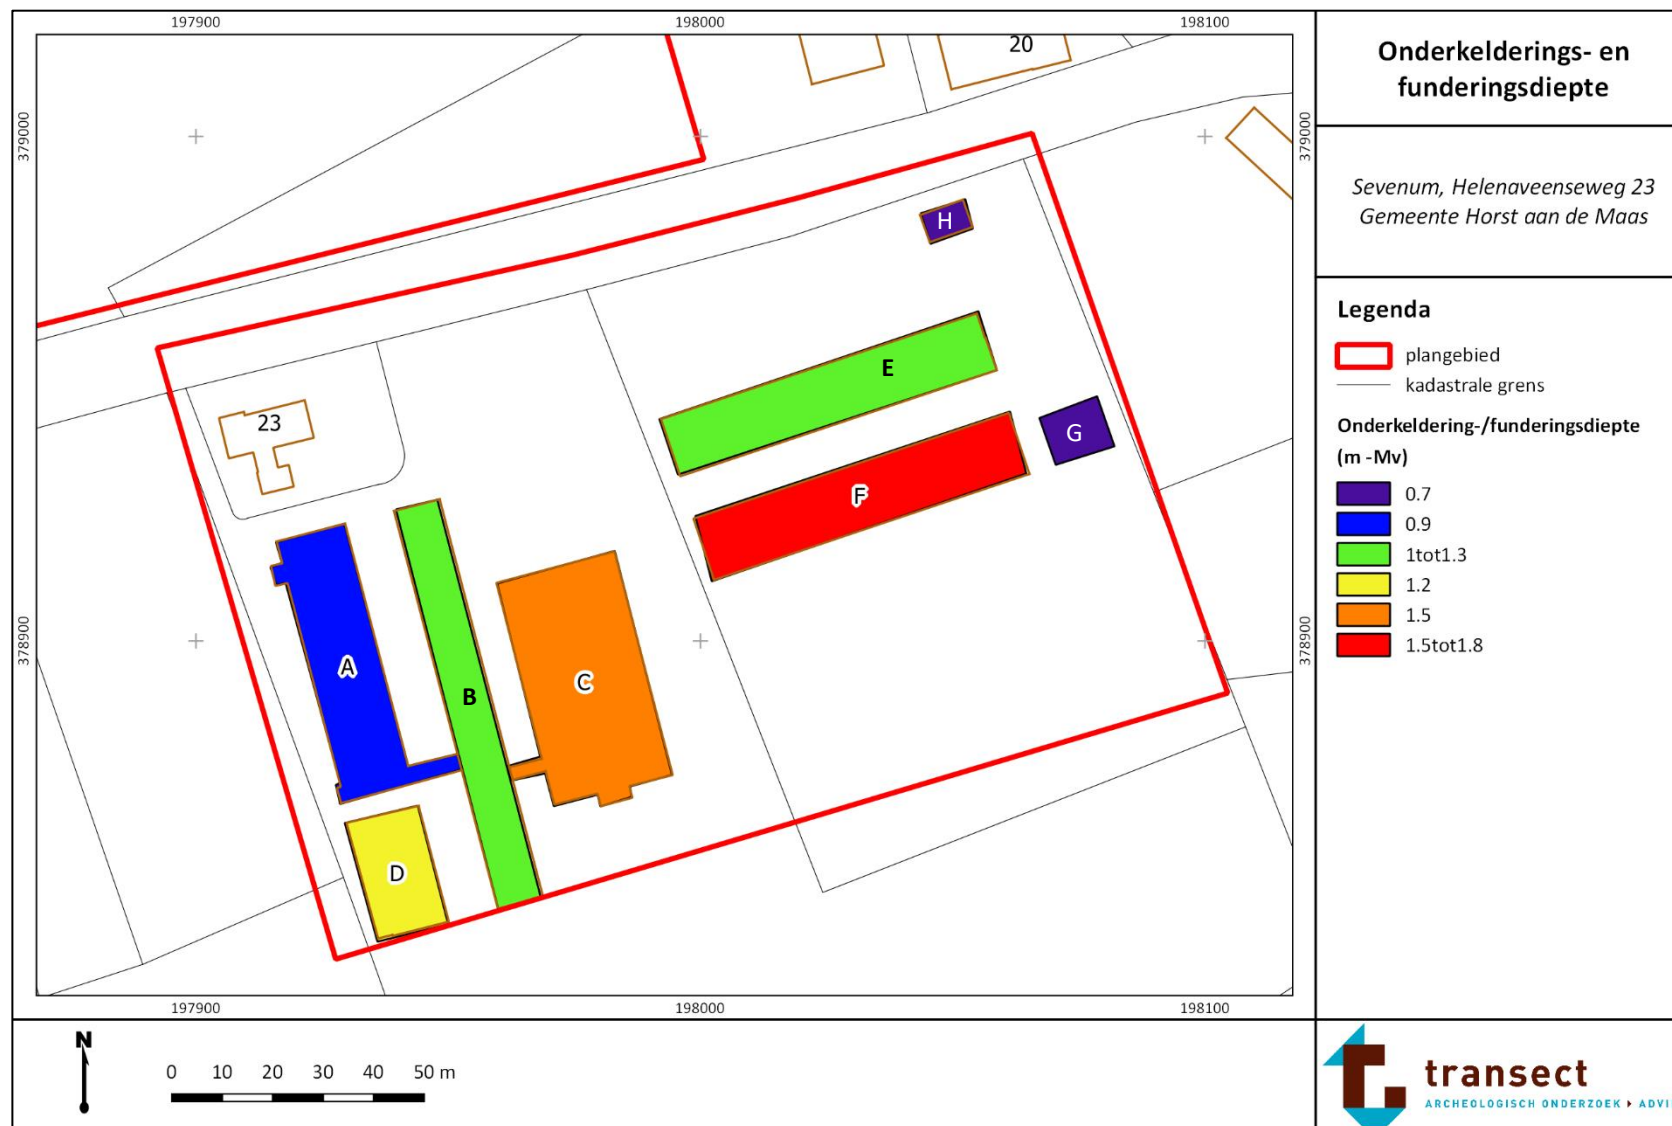 197900
198000
198100
379000
379000
378900
378900
20
H
E
23
G
F
A
B
C
D
197900
198000
198100
N
0 10 20 30 40 50 m
Onderkelderings- en
funderingsdiepte
Sevenum, Helenaveenseweg 23
Gemeente Horst aan de Maas
Legenda
plangebied
kadastrale grens
Onderkeldering-/funderingsdiepte
(m -Mv)
0.7
0.9
1tot1.3
1.2
1.5
1.5tot1.8
transect
ARCHEOLOGISCH ONDERZOEK ADVI